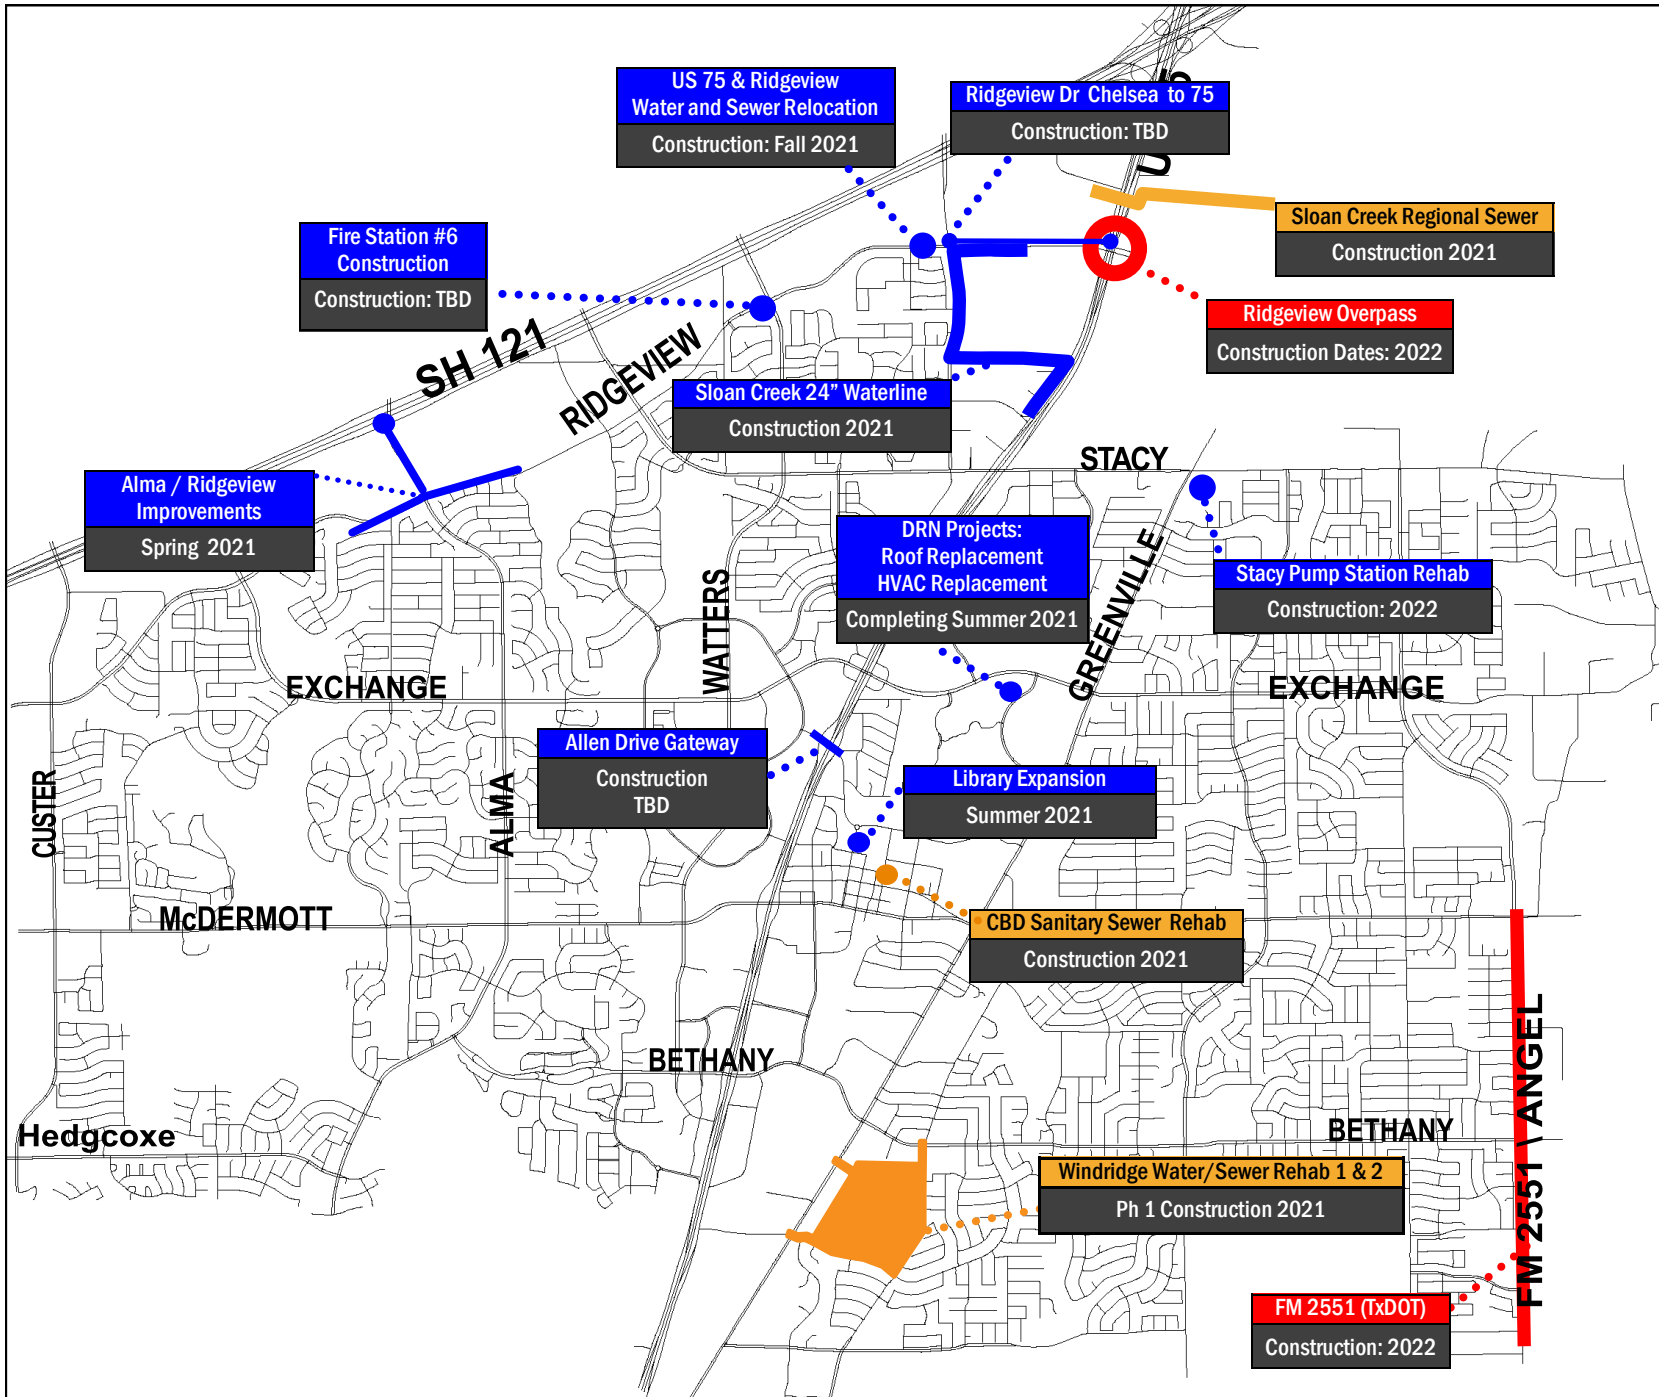 US 75 & Ridgeview
Water and Sewer Relocation
Construction: Fall 2021
Ridgeview Dr Chelsea to 75
Construction: TBD
Sloan Creek Regional Sewer
Construction 2021
Fire Station #6
Construction
Construction: TBD
Ridgeview Overpass
Construction Dates: 2022
SH 121
RIDGEVIEW
Sloan Creek 24” Waterline
Construction 2021
STACY
Alma / Ridgeview
Improvements
Spring 2021
DRN Projects:
Roof Replacement
HVAC Replacement
Completing Summer 2021
GREENVILLE
Stacy Pump Station Rehab
Construction: 2022
WATTERS
EXCHANGE
EXCHANGE
Allen Drive Gateway
Construction
TBD
Library Expansion
Summer 2021
CUSTER
ALMA
McDERMOTT
CBD Sanitary Sewer Rehab
Construction 2021
BETHANY
Hedgcoxe
BETHANY
FM 2551 \ ANGEL
Windridge Water/Sewer Rehab 1 & 2
Ph 1 Construction 2021
FM 2551 (TxDOT)
Construction: 2022